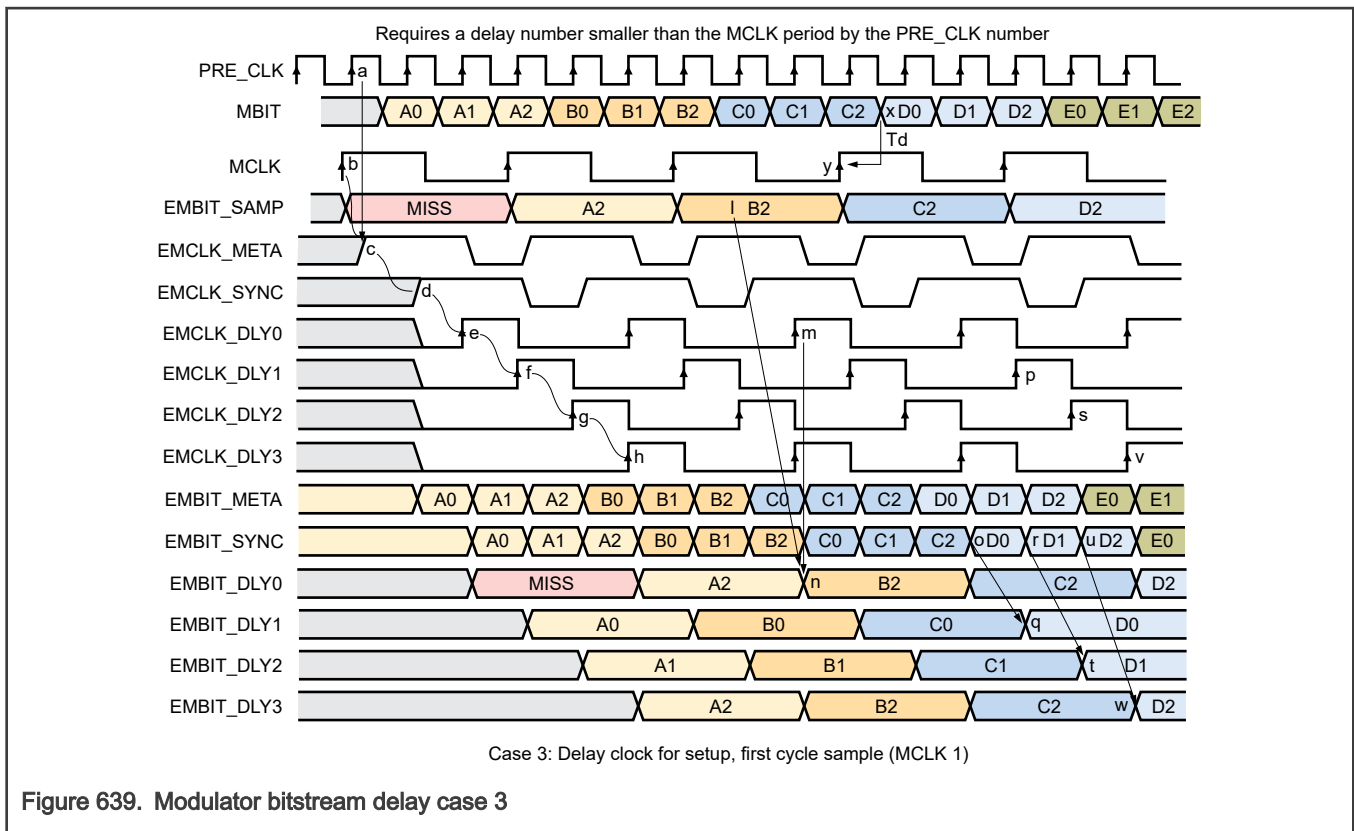 Requires a delay number smaller than the MCLK period by the PRE_CLK number
PRE_CLK a
MBIT A0 A1 A2 B0 B1 B2 C0 C1 C2 x D0 D1 D2 E0 E1 E2
Td
MCLK b y
EMBIT_SAMP MISS A2 l B2 C2 D2
EMCLK_META c
EMCLK_SYNC d
EMCLK_DLY0 e m
EMCLK_DLY1 f p
EMCLK_DLY2 g s
EMCLK_DLY3 h v
EMBIT_META A0 A1 A2 B0 B1 B2 C0 C1 C2 D0 D1 D2 E0 E1
EMBIT_SYNC A0 A1 A2 B0 B1 B2 C0 C1 C2 o D0 r D1 u D2 E0
EMBIT_DLY0 MISS A2 n B2 C2 D2
EMBIT_DLY1 A0 B0 C0 q D0
EMBIT_DLY2 A1 B1 C1 t D1
EMBIT_DLY3 A2 B2 C2 w D2
Case 3: Delay clock for setup, first cycle sample (MCLK 1)
Figure 639. Modulator bitstream delay case 3